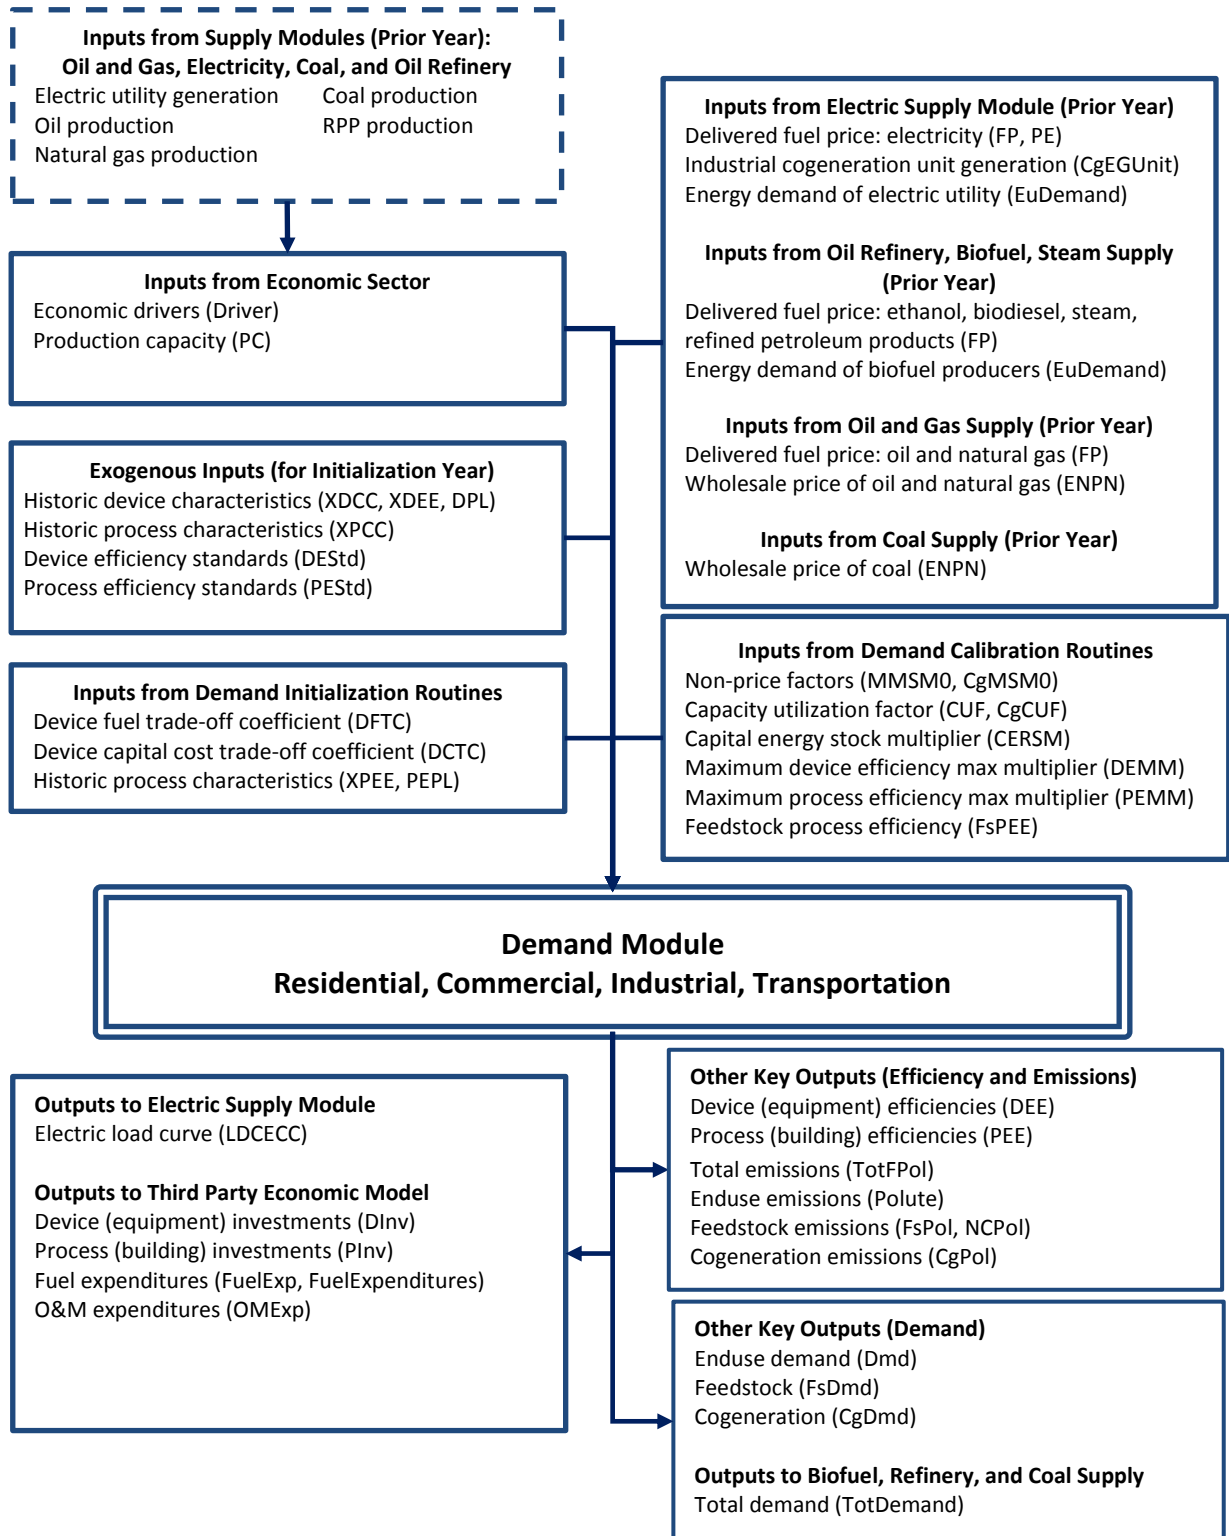 Inputs from Supply Modules (Prior Year):
Oil and Gas, Electricity, Coal, and Oil Refinery
Electric utility generation Coal production
Oil production RPP production
Natural gas production
Inputs from Economic Sector
Economic drivers (Driver)
Production capacity (PC)
Exogenous Inputs (for Initialization Year)
Historic device characteristics (XDCC, XDEE, DPL)
Historic process characteristics (XPCC)
Device efficiency standards (DEStd)
Process efficiency standards (PEStd)
Inputs from Demand Initialization Routines
Device fuel trade-off coefficient (DFTC)
Device capital cost trade-off coefficient (DCTC)
Historic process characteristics (XPEE, PEPL)
Inputs from Electric Supply Module (Prior Year)
Delivered fuel price: electricity (FP, PE)
Industrial cogeneration unit generation (CgEGUnit)
Energy demand of electric utility (EuDemand)
Inputs from Oil Refinery, Biofuel, Steam Supply
(Prior Year)
Delivered fuel price: ethanol, biodiesel, steam,
refined petroleum products (FP)
Energy demand of biofuel producers (EuDemand)
Inputs from Oil and Gas Supply (Prior Year)
Delivered fuel price: oil and natural gas (FP)
Wholesale price of oil and natural gas (ENPN)
Inputs from Coal Supply (Prior Year)
Wholesale price of coal (ENPN)
Inputs from Demand Calibration Routines
Non-price factors (MMSM0, CgMSM0)
Capacity utilization factor (CUF, CgCUF)
Capital energy stock multiplier (CERSM)
Maximum device efficiency max multiplier (DEMM)
Maximum process efficiency max multiplier (PEMM)
Feedstock process efficiency (FsPEE)
Demand Module
Residential, Commercial, Industrial, Transportation
Outputs to Electric Supply Module
Electric load curve (LDCECC)
Outputs to Third Party Economic Model
Device (equipment) investments (DInv)
Process (building) investments (PInv)
Fuel expenditures (FuelExp, FuelExpenditures)
O&M expenditures (OMExp)
Other Key Outputs (Efficiency and Emissions)
Device (equipment) efficiencies (DEE)
Process (building) efficiencies (PEE)
Total emissions (TotFPol)
Enduse emissions (Polute)
Feedstock emissions (FsPol, NCPol)
Cogeneration emissions (CgPol)
Other Key Outputs (Demand)
Enduse demand (Dmd)
Feedstock (FsDmd)
Cogeneration (CgDmd)
Outputs to Biofuel, Refinery, and Coal Supply
Total demand (TotDemand)